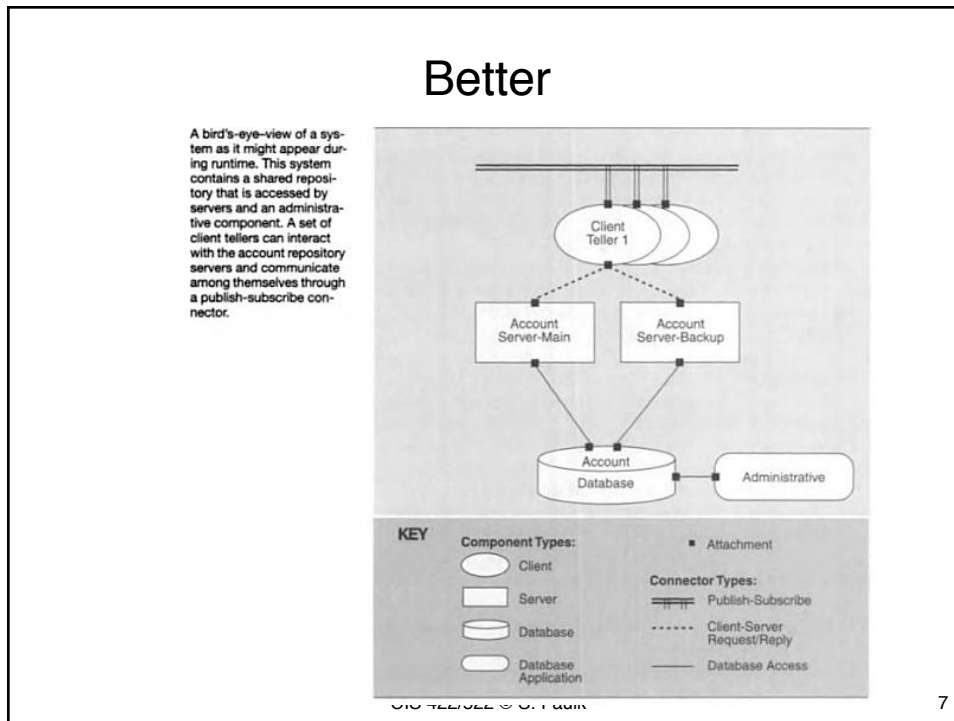 Better
A bird's-eye–view of a sys-
tem as it might appear dur-
ing runtime. This system
contains a shared reposi-
tory that is accessed by
servers and an administra-
tive component. A set of
client tellers can interact
with the account repository
servers and communicate
among themselves through
a publish-subscribe con-
nector.
Client
Teller 1
Account
Server-Main
Account
Server-Backup
Account
Database
Administrative
KEY
Component Types:
Client
Server
Database
Database
Application
Attachment
Connector Types:
Publish-Subscribe
Client-Server
Request/Reply
Database Access
CIS 422/522 © S. Faulk
7